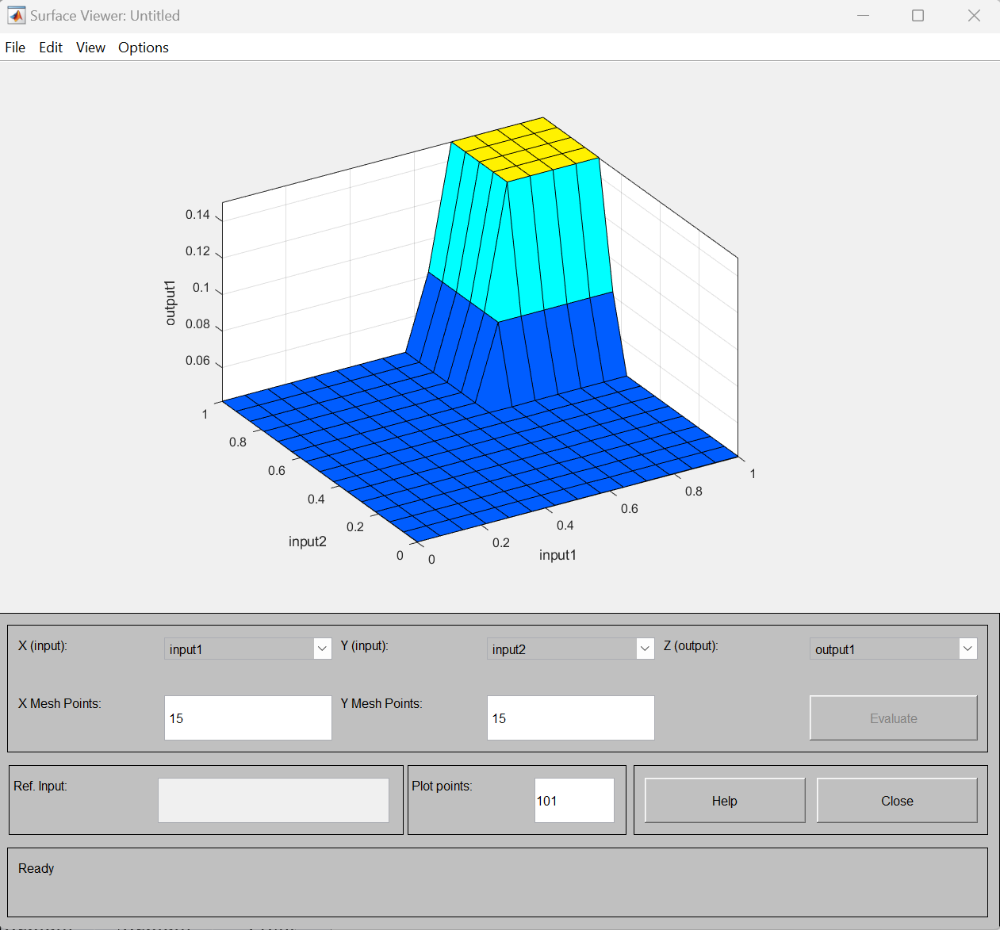 Surface Viewer: Untitled
File Edit View Options
0.14
0.12
0.1
0.08
0.06
output1
1
0.8
0.6
0.4
0.2
0
input2
0
0.2
0.4
0.6
0.8
1
input1
X (input): input1 Y (input): input2 Z (output): output1
X Mesh Points: 15 Y Mesh Points: 15 Evaluate
Ref. Input: Plot points: 101 Help Close
Ready